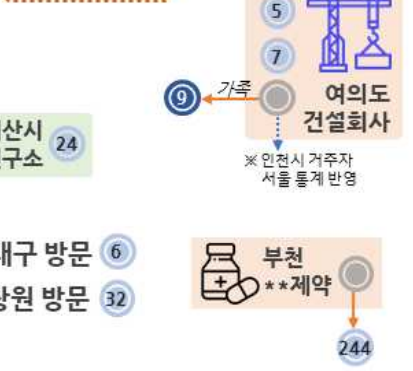 5
7
9 가족 여의도
건설회사
산시 24
구소
※ 인천시 거주자
서울 통계 반영
대구 방문 6
방문 32
부천
**제약
244